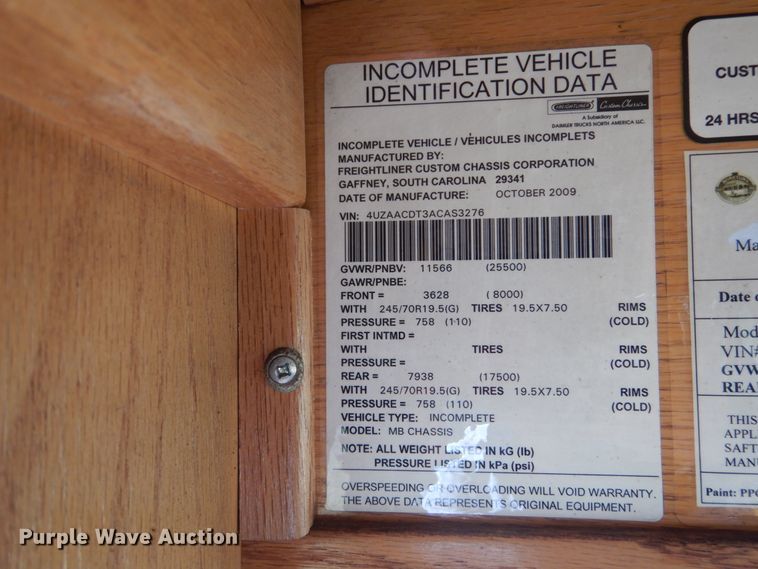 INCOMPLETE VEHICLE
IDENTIFICATION DATA
FREIGHTLINER Custom Chassis
A Subsidiary of
DAIMLER TRUCKS NORTH AMERICA LLC.
INCOMPLETE VEHICLE / VÉHICULES INCOMPLETS
MANUFACTURED BY:
FREIGHTLINER CUSTOM CHASSIS CORPORATION
GAFFNEY, SOUTH CAROLINA 29341
DATE OF MANUFACTURE: OCTOBER 2009
VIN: 4UZAACDT3ACAS3276
GVWR/PNBV: 11566 (25500)
GAWR/PNBE:
FRONT = 3628 ( 8000)
WITH 245/70R19.5(G) TIRES 19.5X7.50 RIMS
PRESSURE = 758 (110) (COLD)
FIRST INTMD =
WITH TIRES RIMS
PRESSURE = (COLD)
REAR = 7938 (17500)
WITH 245/70R19.5(G) TIRES 19.5X7.50 RIMS
PRESSURE = 758 (110) (COLD)
VEHICLE TYPE: INCOMPLETE
MODEL: MB CHASSIS
NOTE: ALL WEIGHT LISTED IN kG (lb)
PRESSURE LISTED IN kPa (psi)
OVERSPEEDING OR OVERLOADING WILL VOID WARRANTY.
THE ABOVE DATA REPRESENTS ORIGINAL EQUIPMENT.
CUST
24 HRS
Ma
Date o
Mod
VIN#
GVW
REA
THIS
APPL
SAFT
MANU
Paint: PPG
Purple Wave Auction